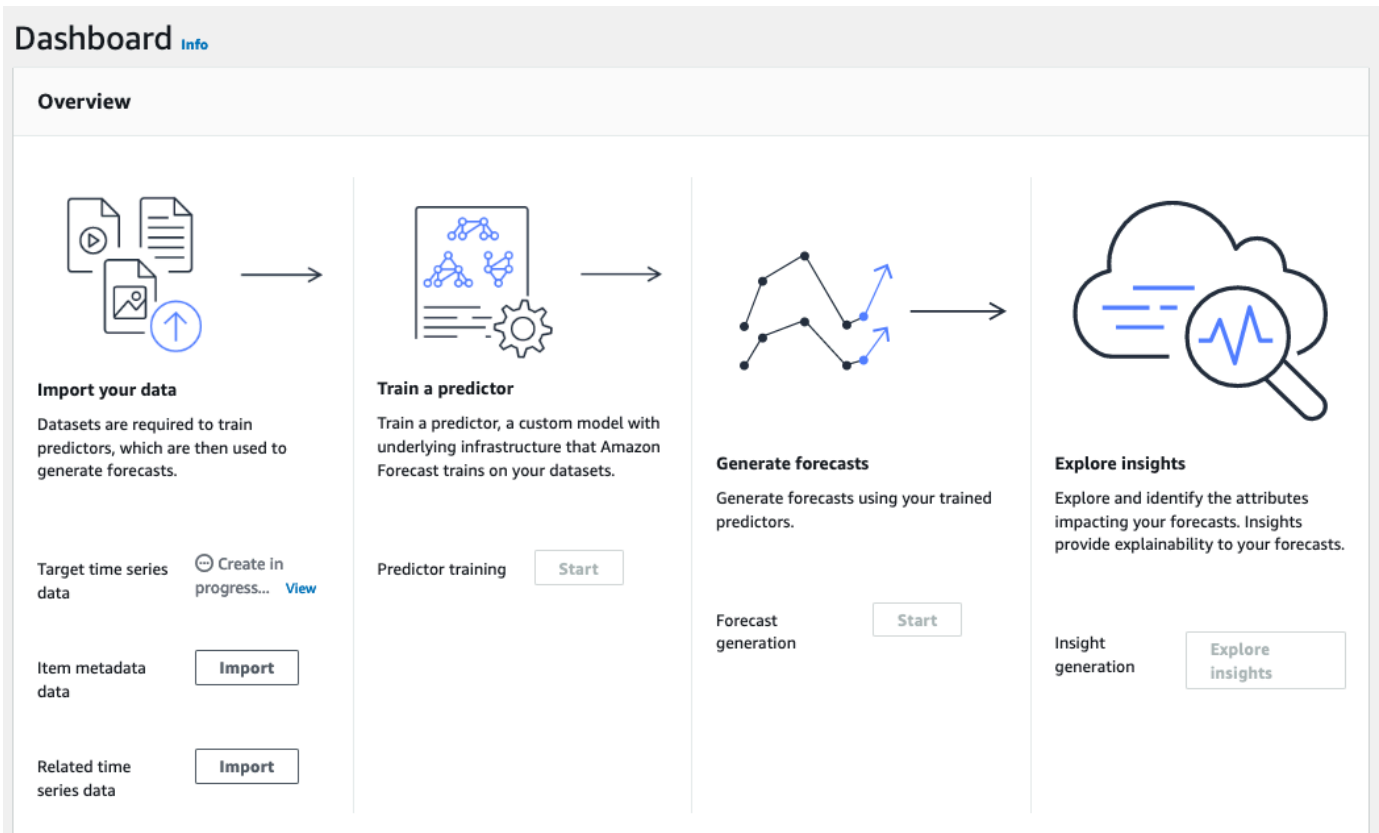 Dashboard Info
Overview
Import your data
Datasets are required to train
predictors, which are then used to
generate forecasts.
Target time series
data
Create in
progress... View
Item metadata
data
Import
Related time
series data
Import
Train a predictor
Train a predictor, a custom model with
underlying infrastructure that Amazon
Forecast trains on your datasets.
Predictor training
Start
Generate forecasts
Generate forecasts using your trained
predictors.
Forecast
generation
Start
Explore insights
Explore and identify the attributes
impacting your forecasts. Insights
provide explainability to your forecasts.
Insight
generation
Explore
insights